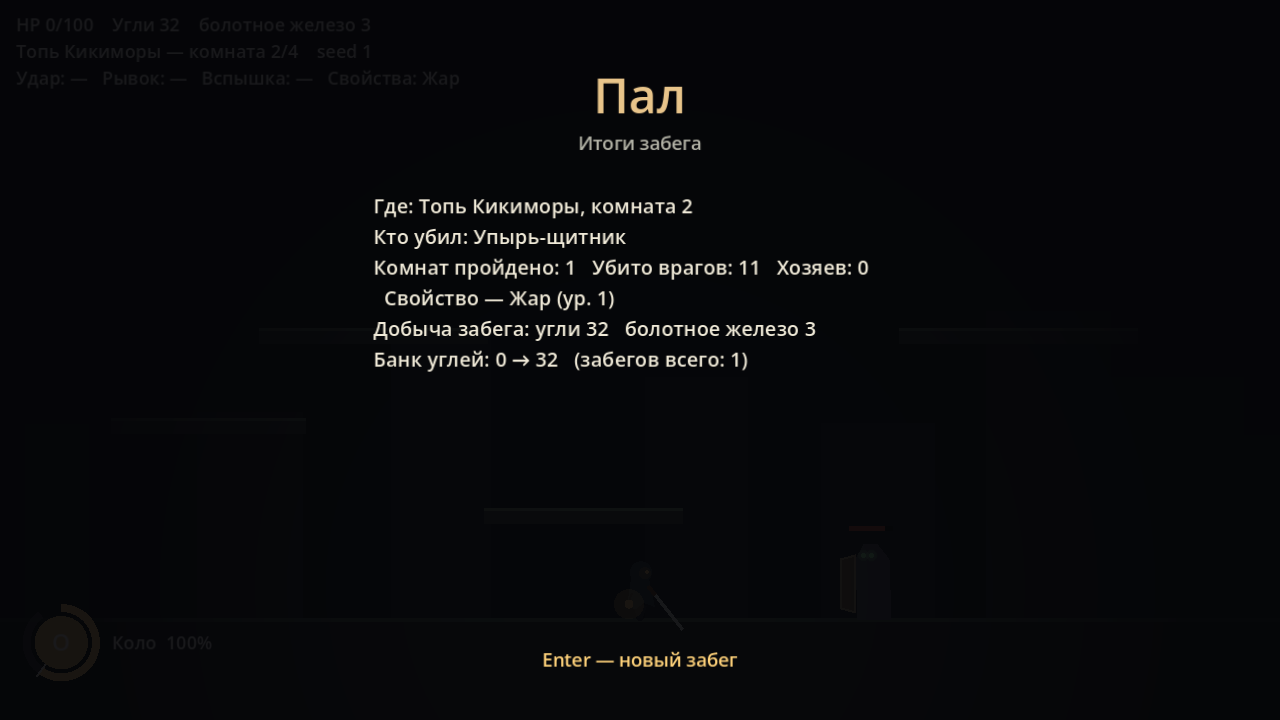 HP 0/100 Угли 32 болотное железо 3
Топь Кикиморы — комната 2/4 seed 1
Удар: — Рывок: — Вспышка: — Свойства: Жар
Пал
Итоги забега
Где: Топь Кикиморы, комната 2
Кто убил: Упырь-щитник
Комнат пройдено: 1 Убито врагов: 11 Хозяев: 0
Свойство — Жар (ур. 1)
Добыча забега: угли 32 болотное железо 3
Банк углей: 0 → 32 (забегов всего: 1)
Коло 100%
Enter — новый забег